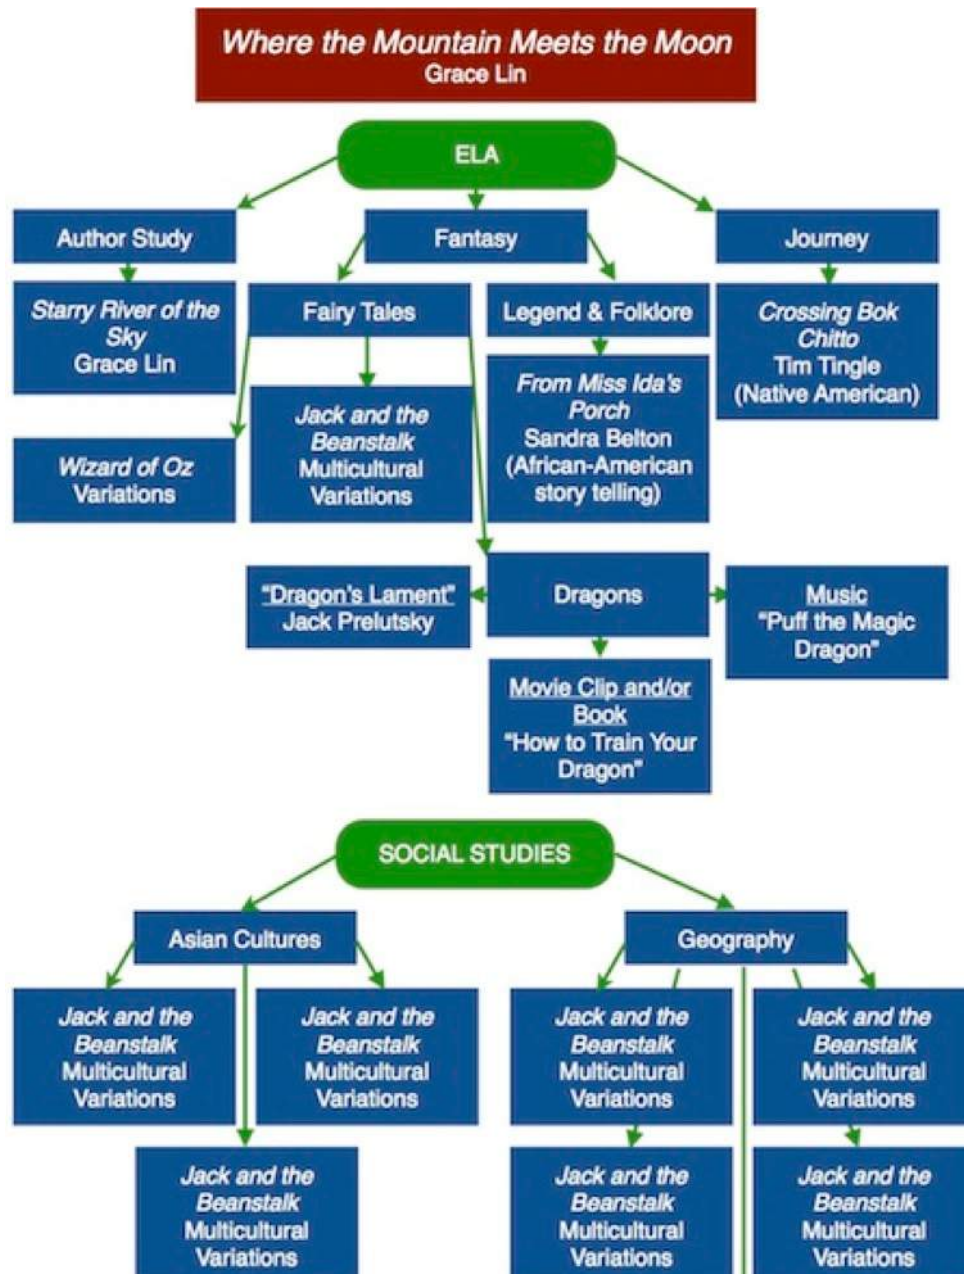 Where the Mountain Meets the Moon
Grace Lin
ELA
Author Study
Fantasy
Journey
Starry River of the
Sky
Grace Lin
Fairy Tales
Legend & Folklore
Crossing Bok
Chitto
Tim Tingle
(Native American)
Wizard of Oz
Variations
Jack and the
Beanstalk
Multicultural
Variations
From Miss Ida's
Porch
Sandra Belton
(African-American
story telling)
"Dragon's Lament"
Jack Prelutsky
Dragons
Music
"Puff the Magic
Dragon"
Movie Clip and/or
Book
"How to Train Your
Dragon"
SOCIAL STUDIES
Asian Cultures
Geography
Jack and the
Beanstalk
Multicultural
Variations
Jack and the
Beanstalk
Multicultural
Variations
Jack and the
Beanstalk
Multicultural
Variations
Jack and the
Beanstalk
Multicultural
Variations
Jack and the
Beanstalk
Multicultural
Variations
Jack and the
Beanstalk
Multicultural
Variations
Jack and the
Beanstalk
Multicultural
Variations